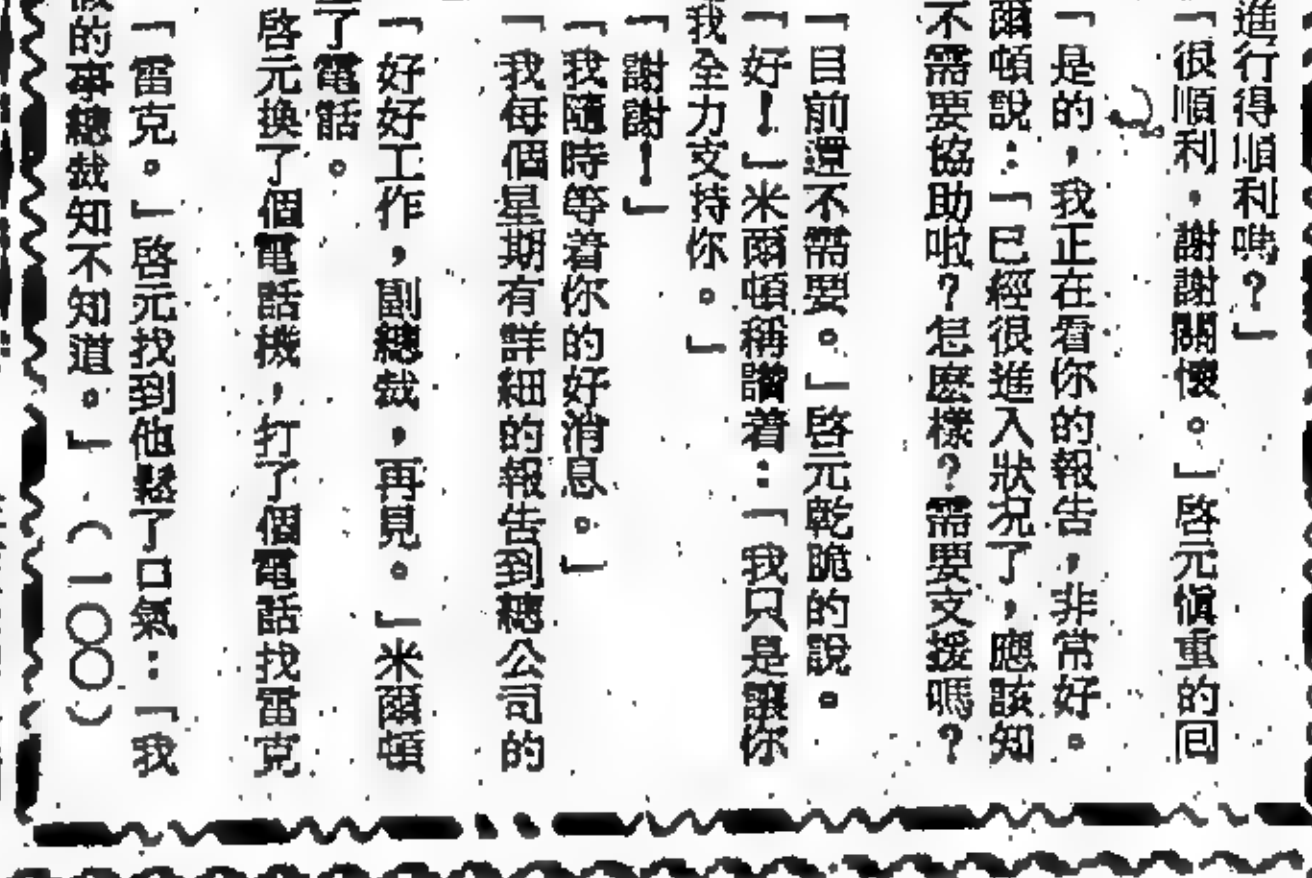 進行得順利嗎？」
「很順利，謝謝關懷。」啓元愼重的回
「是的，我正在看你的報告，非常好。
爾頓說：「已經很進入狀況了，應該知
不需要協助啦？怎麽樣？需要支援嗎？
「目前還不需要。」啓元乾脆的說。
「好！」米爾頓稱讚着：「我只是讓你
我全力支持你。」
「謝謝！」
「我隨時等着你的好消息。」
「我每個星期有詳細的報告到總公司的
「好好工作，副總裁，再見。」米爾頓
了電話。
啓元換了個電話機，打了個電話找雷克
「雷克。」啓元找到他鬆了口氣：「我
的事總裁知不知道。」（一〇〇）